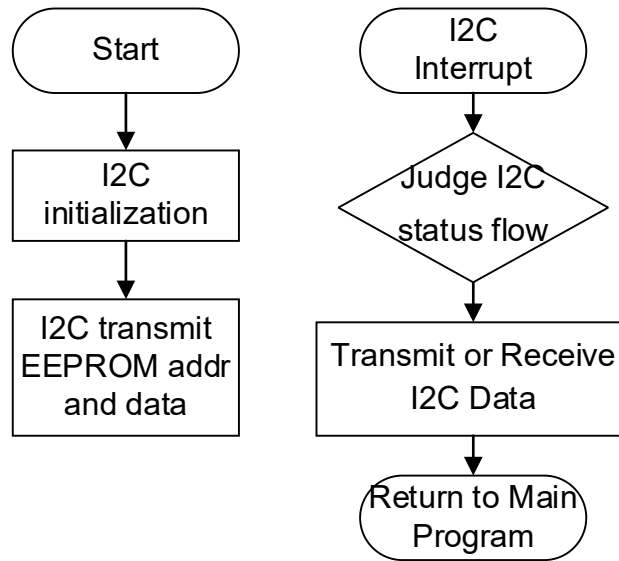 Start
I2C
initialization
I2C transmit
EEPROM addr
and data
I2C
Interrupt
Judge I2C
status flow
Transmit or Receive
I2C Data
Return to Main
Program